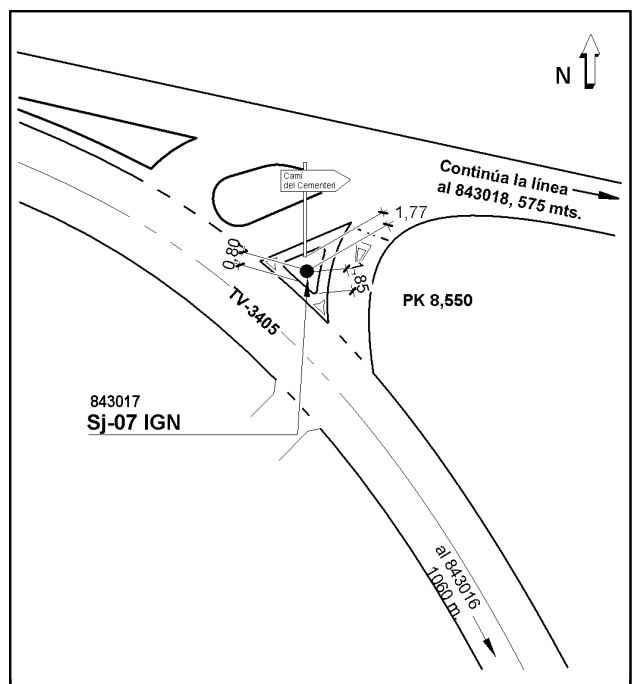 N
Camí
del Cementeri
Continúa la línea
al 843018, 575 mts.
1,77
0,80
1,85
PK 8,550
TV-3405
843017
Sj-07 IGN
al 843016
1060 m.